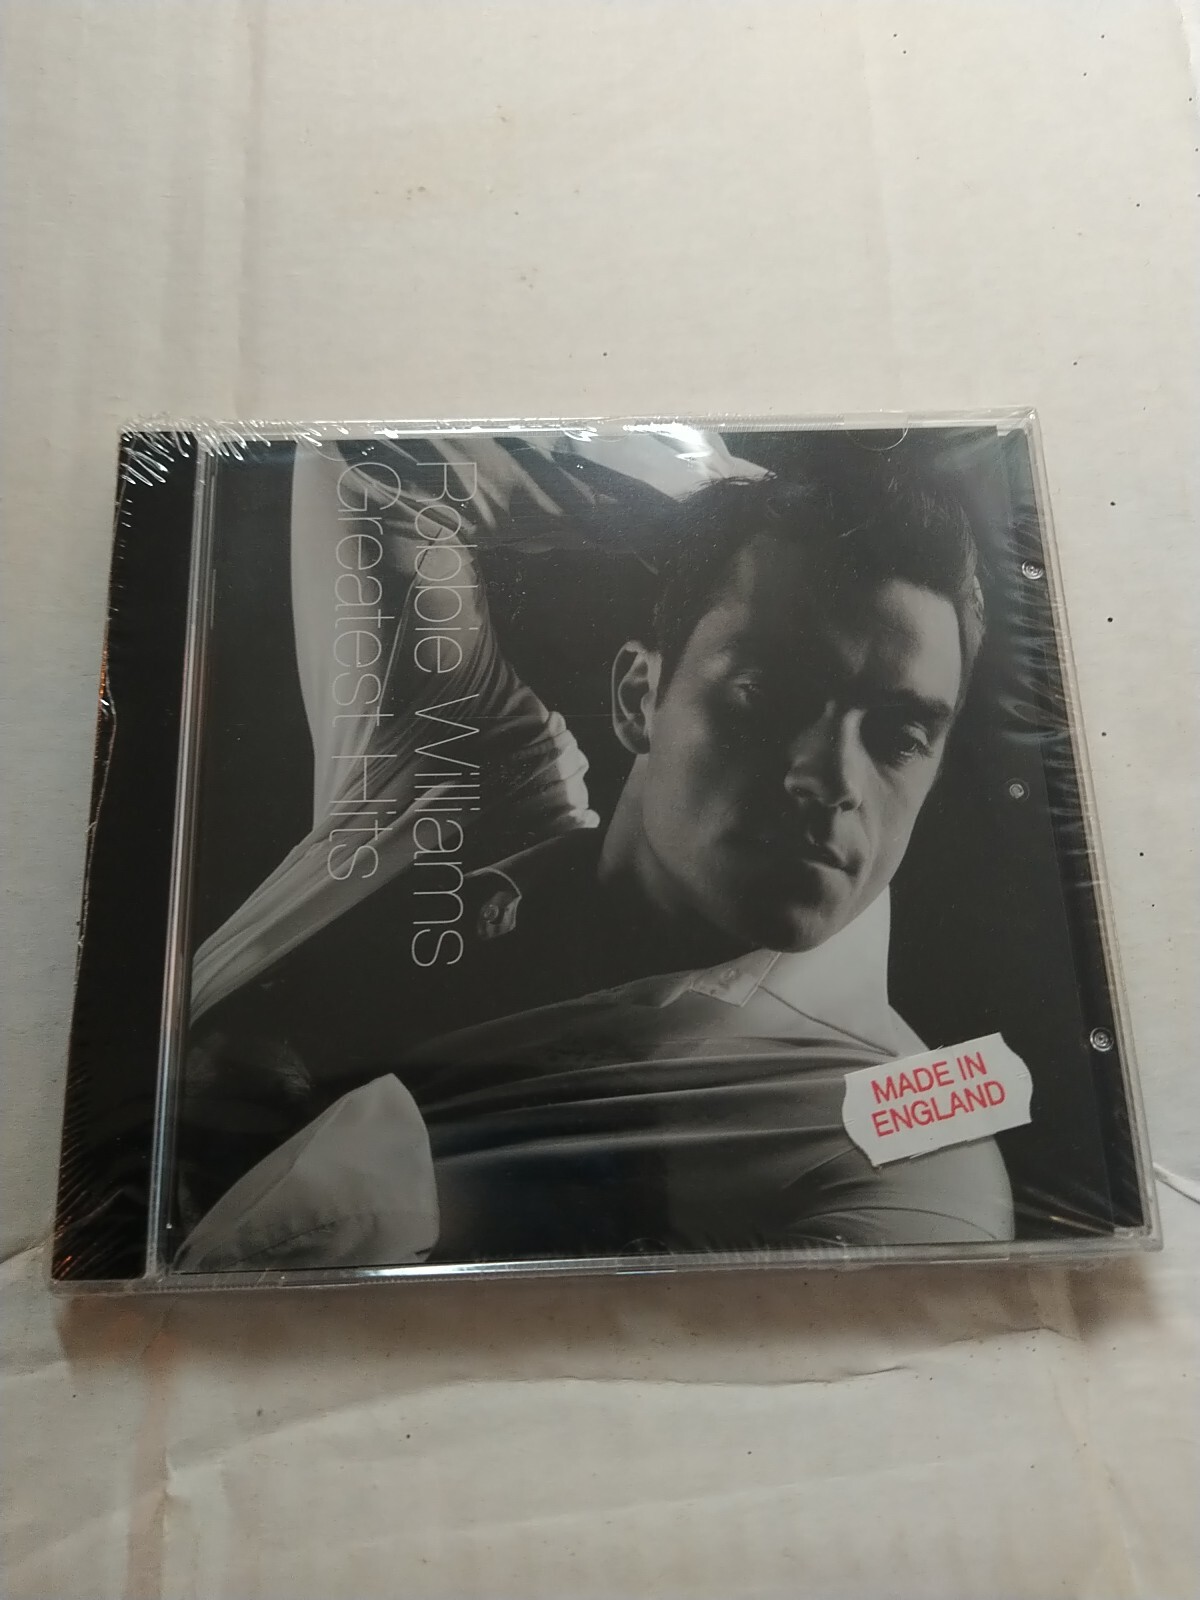 Robbie Williams
Greatest Hits
MADE IN
ENGLAND